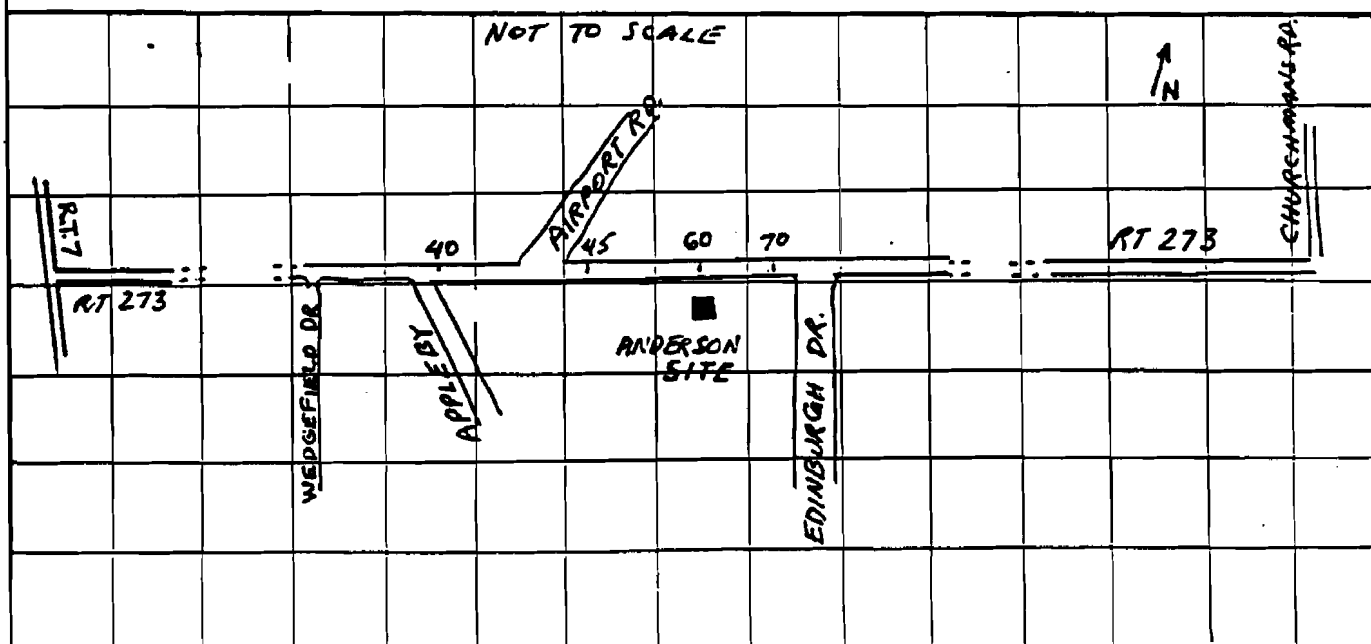 NOT TO SCALE
N
CHURCHMANS RD.
AIRPORT RD.
RT. 7
40
45
60
70
RT 273
RT 273
WEDGEFIELD DR
APPLEBY
ANDERSON
SITE
EDINBURGH DR.